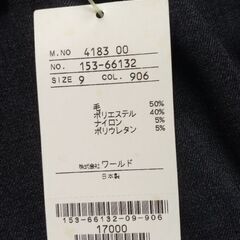 M.NO 4183 00
NO. 153-66132
SIZE 9 COL. 906
毛 50%
ポリエステル 40%
ナイロン 5%
ポリウレタン 5%
株式会社 ワールド
日本製
153-66132-09-906
17000